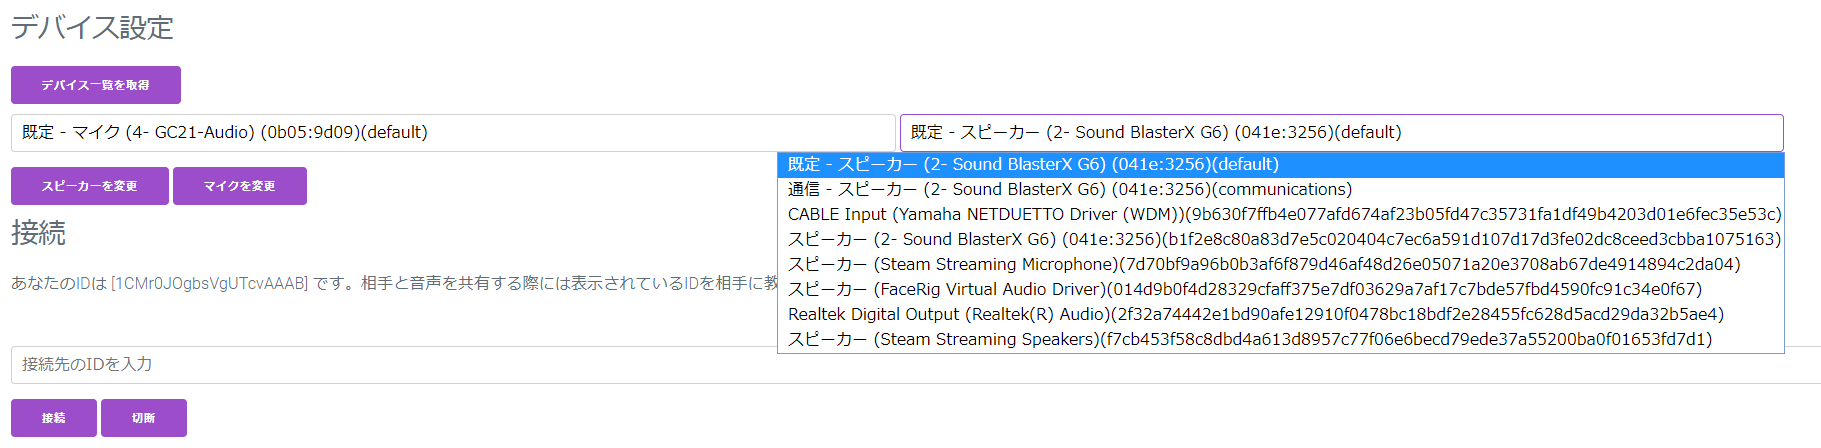 デバイス設定
デバイス一覧を取得
既定 - マイク (4- GC21-Audio) (0b05:9d09)(default)
既定 - スピーカー (2- Sound BlasterX G6) (041e:3256)(default)
既定 - スピーカー (2- Sound BlasterX G6) (041e:3256)(default)
通信 - スピーカー (2- Sound BlasterX G6) (041e:3256)(communications)
CABLE Input (Yamaha NETDUETTO Driver (WDM))(9b630f7ffb4e077afd674af23b05fd47c35731fa1df49b4203d01e6fec35e53c)
スピーカー (2- Sound BlasterX G6) (041e:3256)(b1f2e8c80a83d7e5c020404c7ec6a591d107d17d3fe02dc8ceed3cbba1075163)
スピーカー (Steam Streaming Microphone)(7d70bf9a96b0b3af6f879d46af48d26e05071a20e3708ab67de4914894c2da04)
スピーカー (FaceRig Virtual Audio Driver)(014d9b0f4d28329cfaff375e7df03629a7af17c7bde57fbd4590fc91c34e0f67)
Realtek Digital Output (Realtek(R) Audio)(2f32a74442e1bd90afe12910f0478bc18bdf2e28455fc628d5acd29da32b5ae4)
スピーカー (Steam Streaming Speakers)(f7cb453f58c8dbd4a613d8957c77f06e6becd79ede37a55200ba0f01653fd7d1)
スピーカーを変更
マイクを変更
接続
あなたのIDは [1CMr0JOgbsVgUTcvAAAB] です。相手と音声を共有する際には表示されているIDを相手に教
接続先のIDを入力
接続
切断